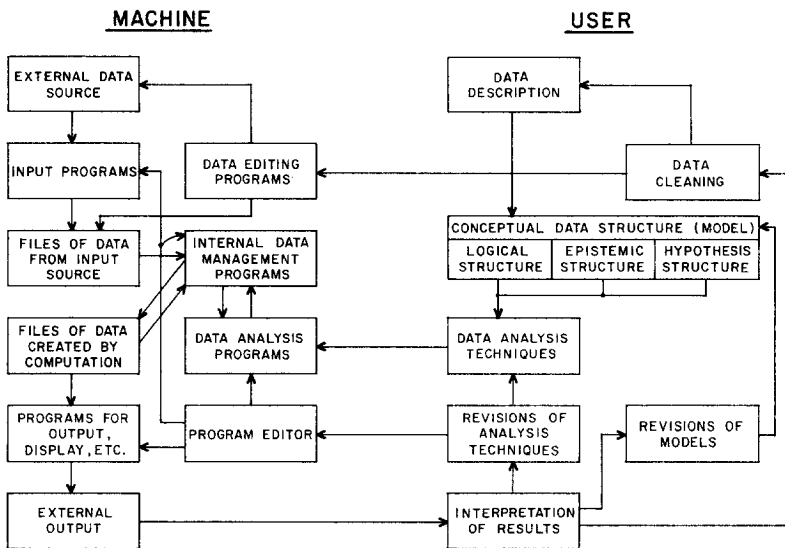 MACHINE
USER
EXTERNAL DATA
SOURCE
DATA
DESCRIPTION
INPUT PROGRAMS
DATA EDITING
PROGRAMS
DATA
CLEANING
FILES OF DATA
FROM INPUT
SOURCE
INTERNAL DATA
MANAGEMENT
PROGRAMS
CONCEPTUAL DATA STRUCTURE (MODEL)
LOGICAL
STRUCTURE
EPISTEMIC
STRUCTURE
HYPOTHESIS
STRUCTURE
FILES OF DATA
CREATED BY
COMPUTATION
DATA ANALYSIS
PROGRAMS
DATA ANALYSIS
TECHNIQUES
PROGRAMS FOR
OUTPUT,
DISPLAY, ETC.
PROGRAM EDITOR
REVISIONS OF
ANALYSIS
TECHNIQUES
REVISIONS OF
MODELS
EXTERNAL
OUTPUT
INTERPRETATION
OF RESULTS